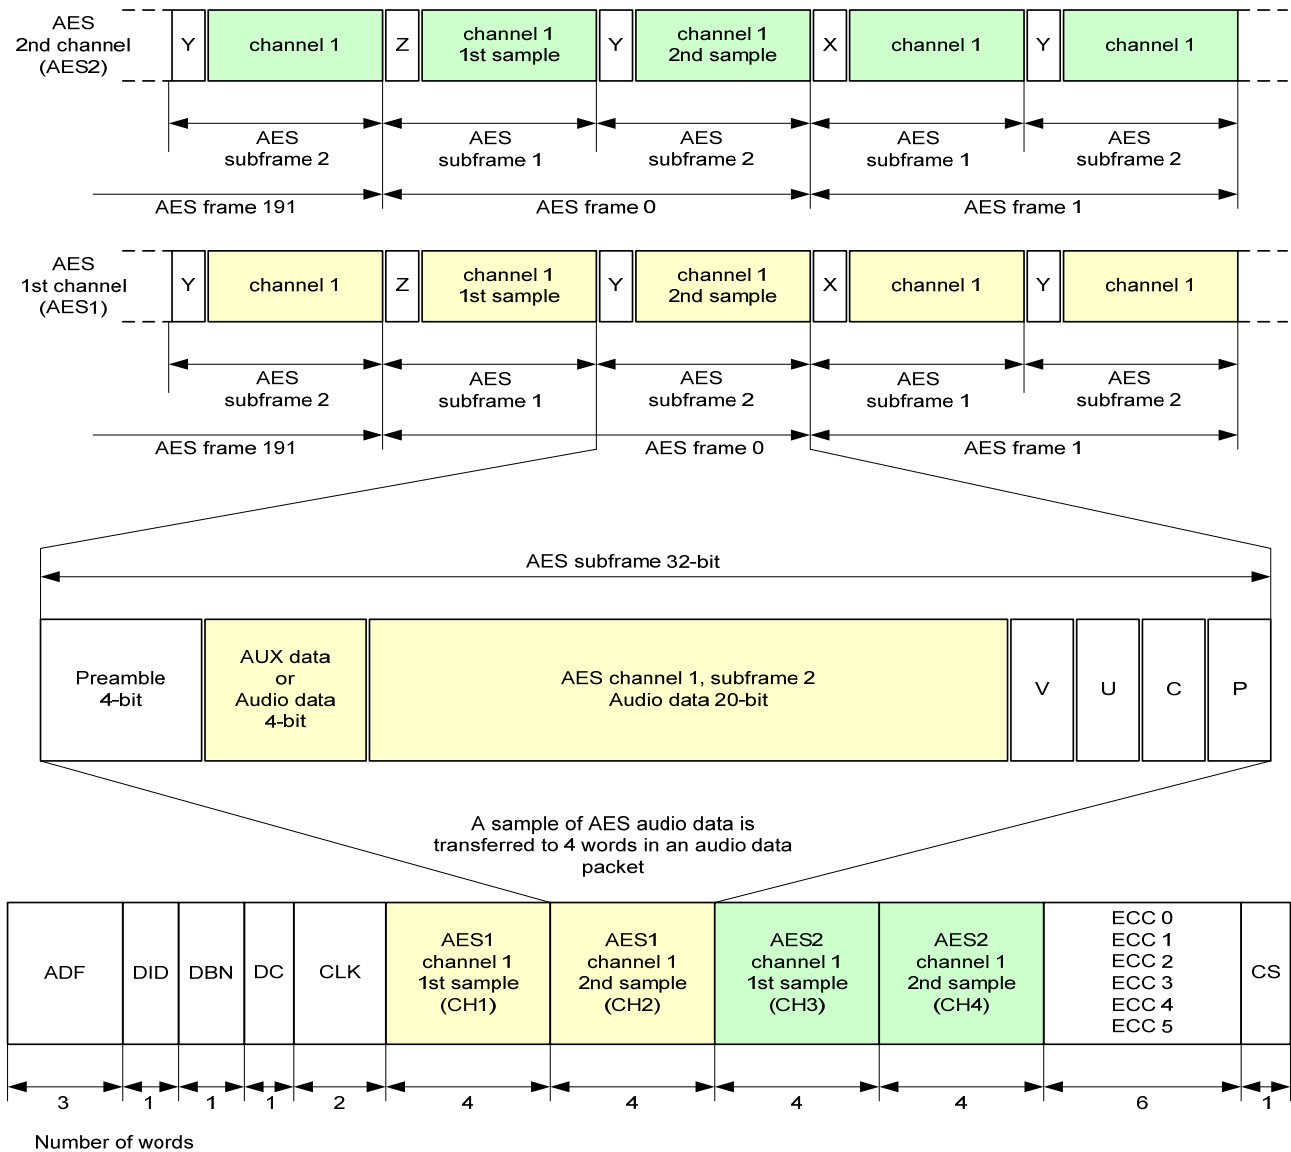 AES
2nd channel
(AES2)
Y
channel 1
Z
channel 1
1st sample
Y
channel 1
2nd sample
X
channel 1
Y
channel 1
AES
subframe 2
AES
subframe 1
AES
subframe 2
AES
subframe 1
AES
subframe 2
AES frame 191
AES frame 0
AES frame 1
AES
1st channel
(AES1)
Y
channel 1
Z
channel 1
1st sample
Y
channel 1
2nd sample
X
channel 1
Y
channel 1
AES
subframe 2
AES
subframe 1
AES
subframe 2
AES
subframe 1
AES
subframe 2
AES frame 191
AES frame 0
AES frame 1
AES subframe 32-bit
Preamble
4-bit
AUX data
or
Audio data
4-bit
AES channel 1, subframe 2
Audio data 20-bit
V
U
C
P
A sample of AES audio data is
transferred to 4 words in an audio data
packet
ADF
DID
DBN
DC
CLK
AES1
channel 1
1st sample
(CH1)
AES1
channel 1
2nd sample
(CH2)
AES2
channel 1
1st sample
(CH3)
AES2
channel 1
2nd sample
(CH4)
ECC 0
ECC 1
ECC 2
ECC 3
ECC 4
ECC 5
CS
3
1
1
1
2
4
4
4
4
6
1
Number of words